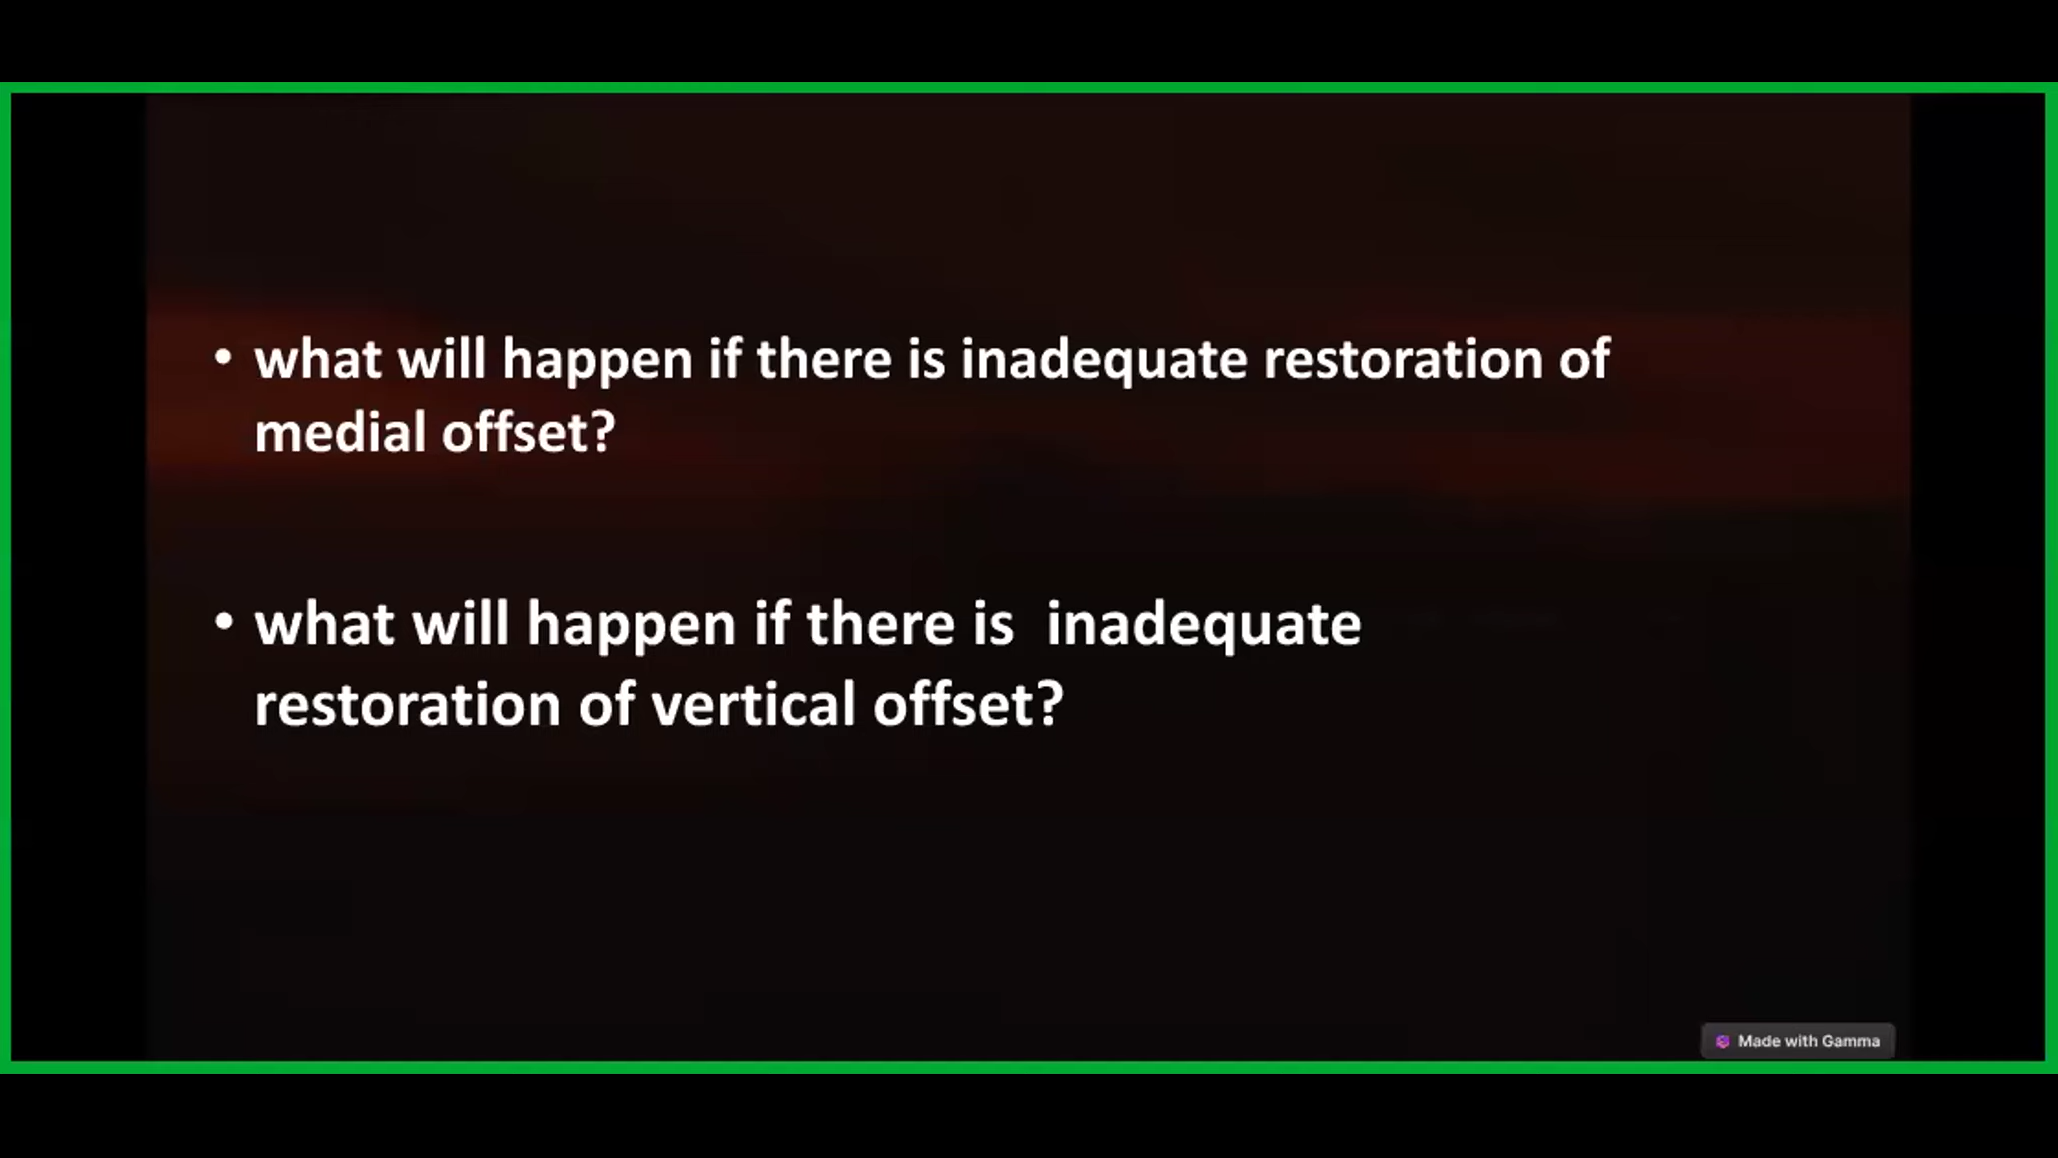 • what will happen if there is inadequate restoration of
medial offset?
• what will happen if there is  inadequate
restoration of vertical offset?
Made with Gamma